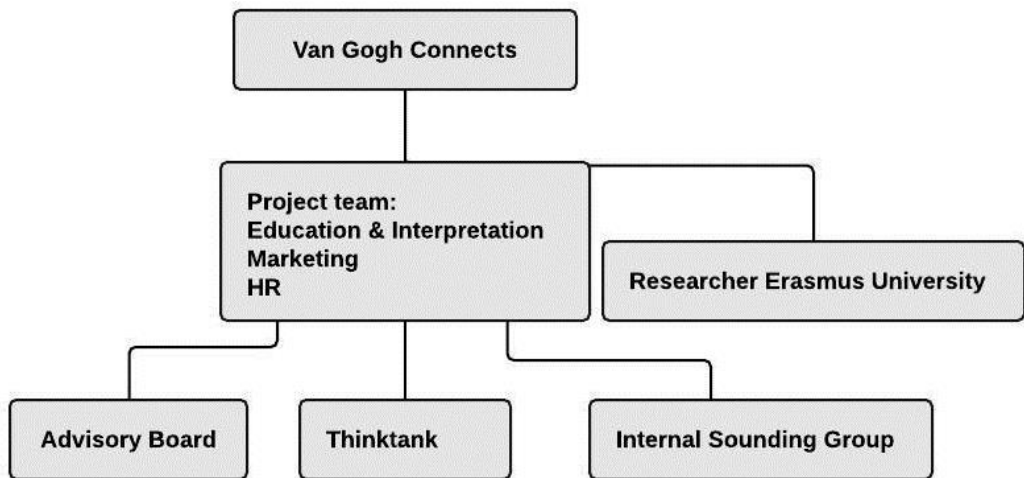 Van Gogh Connects
Project team:
Education & Interpretation
Marketing
HR
Researcher Erasmus University
Advisory Board
Thinktank
Internal Sounding Group